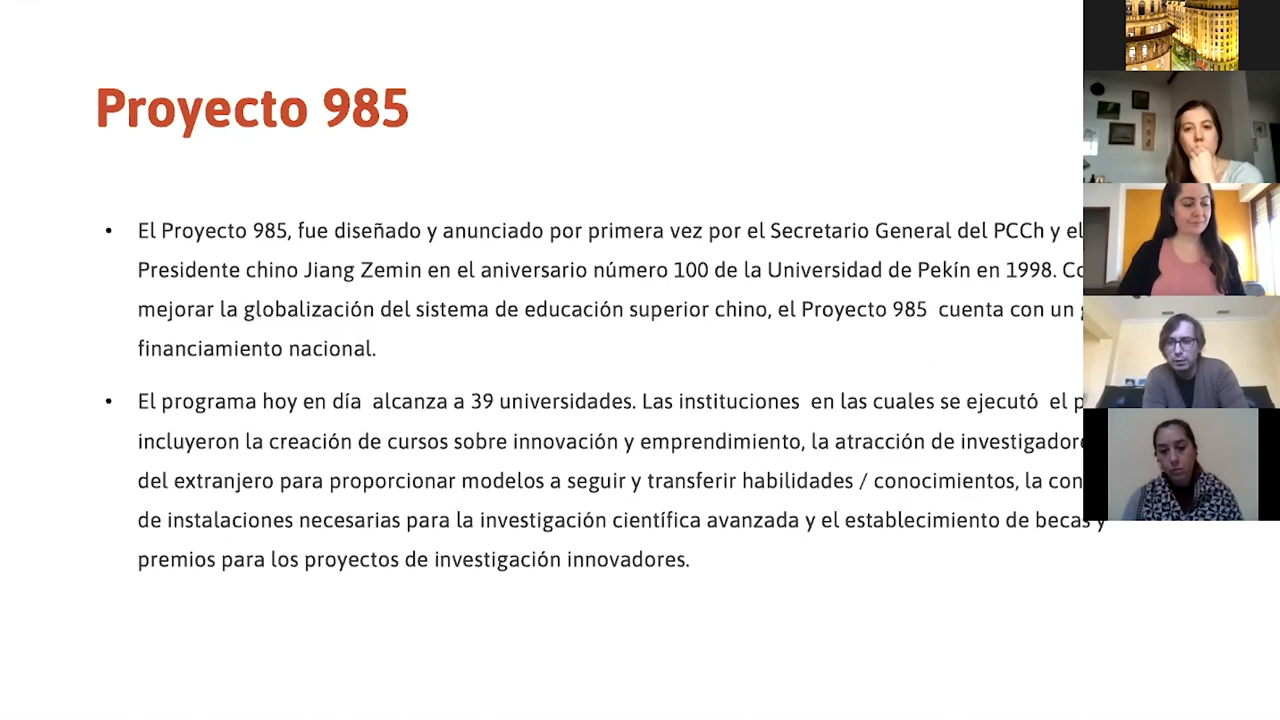 Proyecto 985
• El Proyecto 985, fue diseñado y anunciado por primera vez por el Secretario General del PCCh y el
Presidente chino Jiang Zemin en el aniversario número 100 de la Universidad de Pekín en 1998.
mejorar la globalización del sistema de educación superior chino, el Proyecto 985 cuenta con un
financiamiento nacional.
• El programa hoy en día alcanza a 39 universidades. Las instituciones en las cuales se ejecutó el
incluyeron la creación de cursos sobre innovación y emprendimiento, la atracción de
del extranjero para proporcionar modelos a seguir y transferir habilidades / conocimientos, la
de instalaciones necesarias para la investigación científica avanzada y el establecimiento de becas y
premios para los proyectos de investigación innovadores.